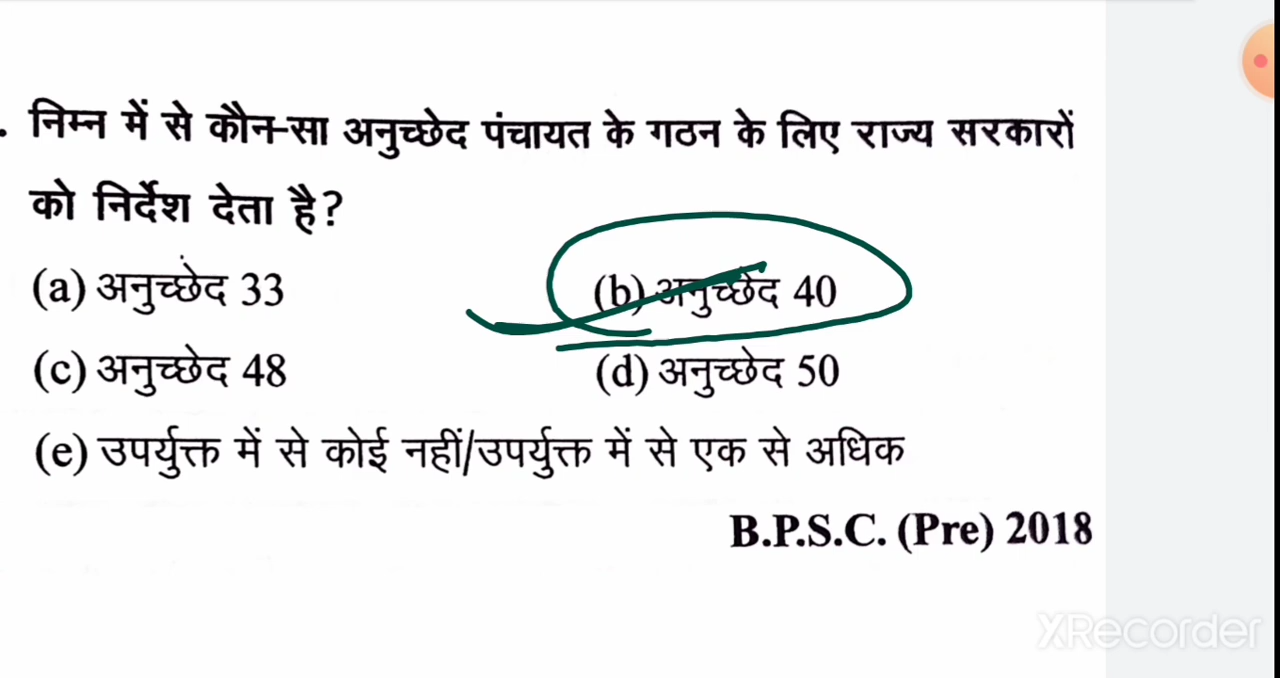 . निम्न में से कौन-सा अनुच्छेद पंचायत के गठन के लिए राज्य सरकारों
को निर्देश देता है?
(a) अनुच्छेद 33 (b) अनुच्छेद 40
(c) अनुच्छेद 48 (d) अनुच्छेद 50
(e) उपर्युक्त में से कोई नहीं/उपर्युक्त में से एक से अधिक
B.P.S.C. (Pre) 2018
XRecorder